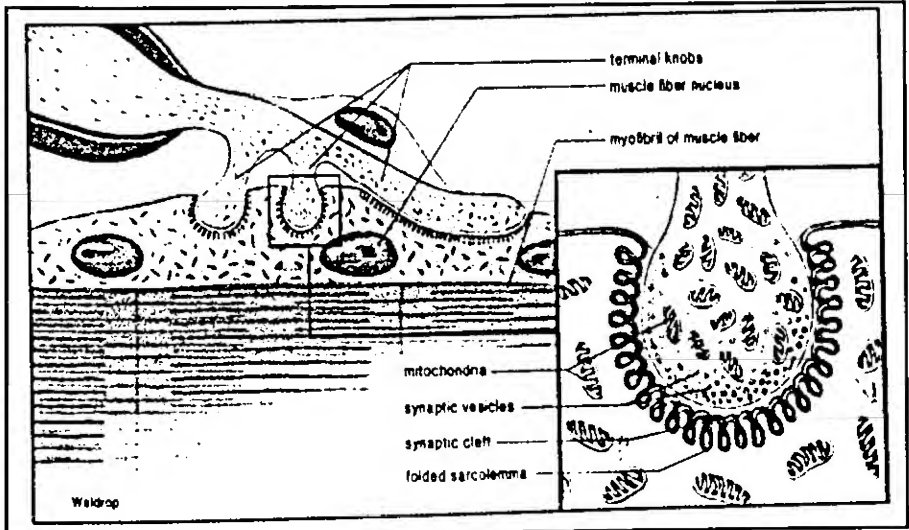 terminal knobs
muscle fiber nucleus
myofibril of muscle fiber
mitochondria
synaptic vesicles
synaptic cleft
folded sarcolemma
Waldrop